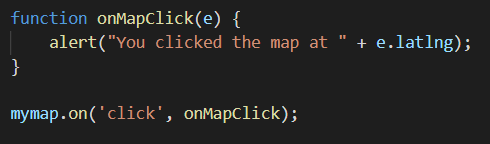 function onMapClick(e) {
    alert("You clicked the map at " + e.latlng);
}

mymap.on('click', onMapClick);